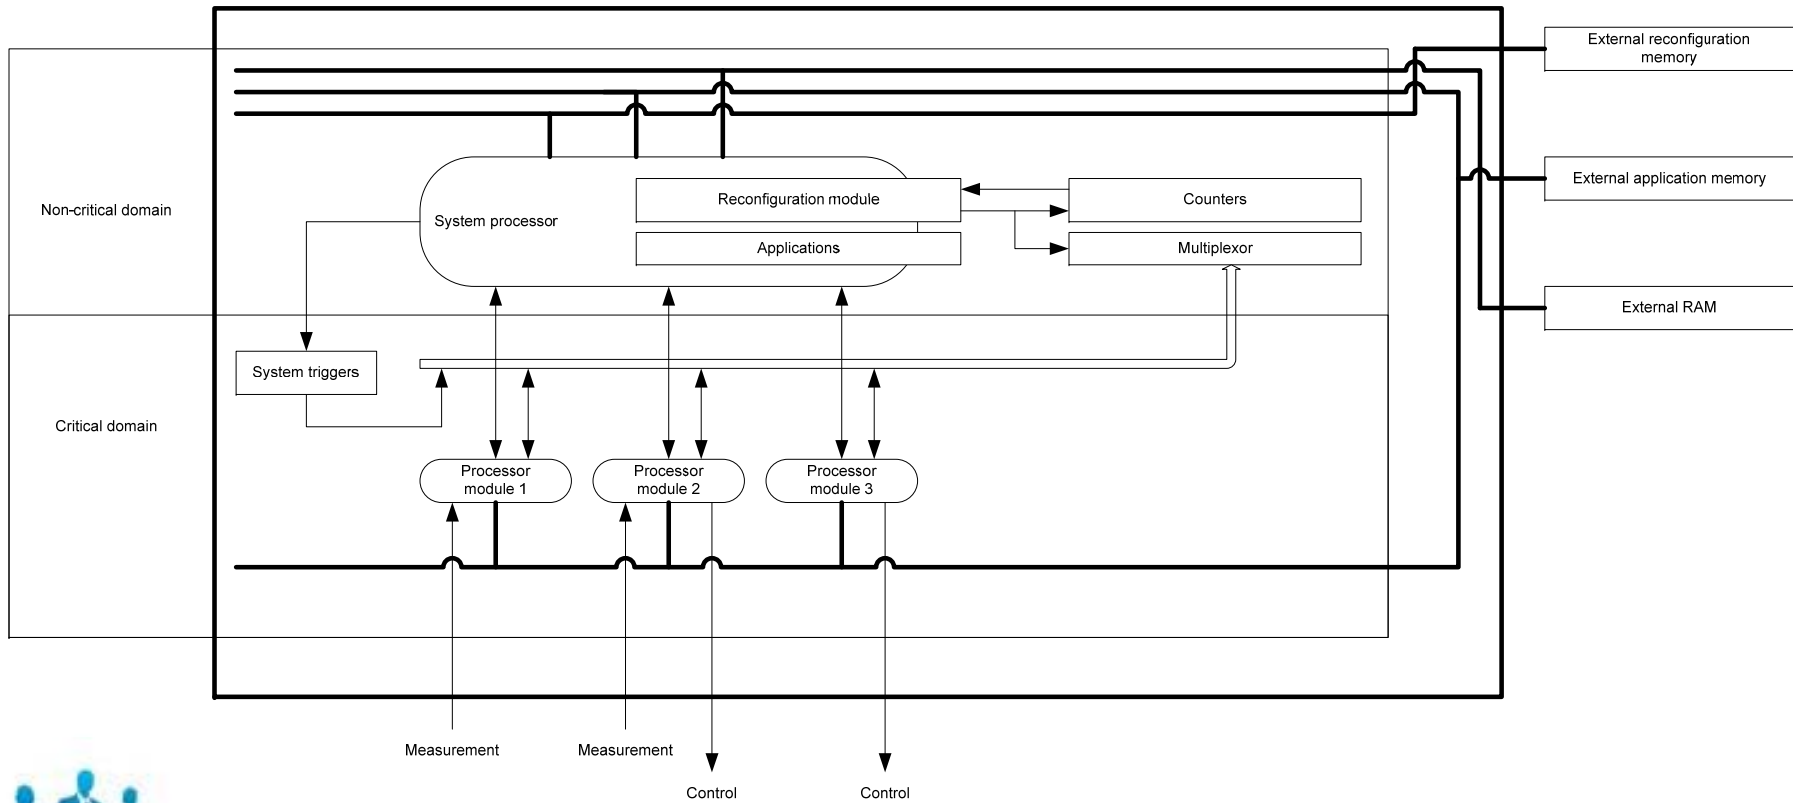 External reconfiguration
memory
Non-critical domain
System processor
Reconfiguration module
Counters
External application memory
Applications
Multiplexor
External RAM
System triggers
Critical domain
Processor
module 1
Processor
module 2
Processor
module 3
Measurement
Measurement
Control
Control